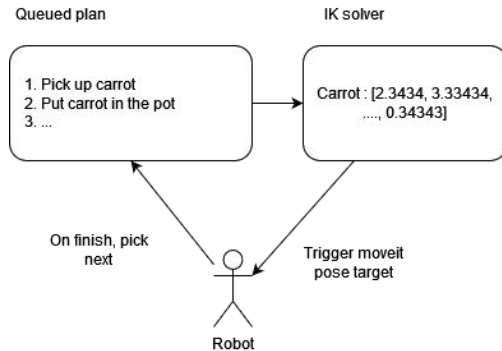 Queued plan
IK solver
1. Pick up carrot
2. Put carrot in the pot
3. ...
Carrot : [2.3434, 3.33434,
...., 0.34343]
On finish, pick
next
Trigger moveit
pose target
Robot